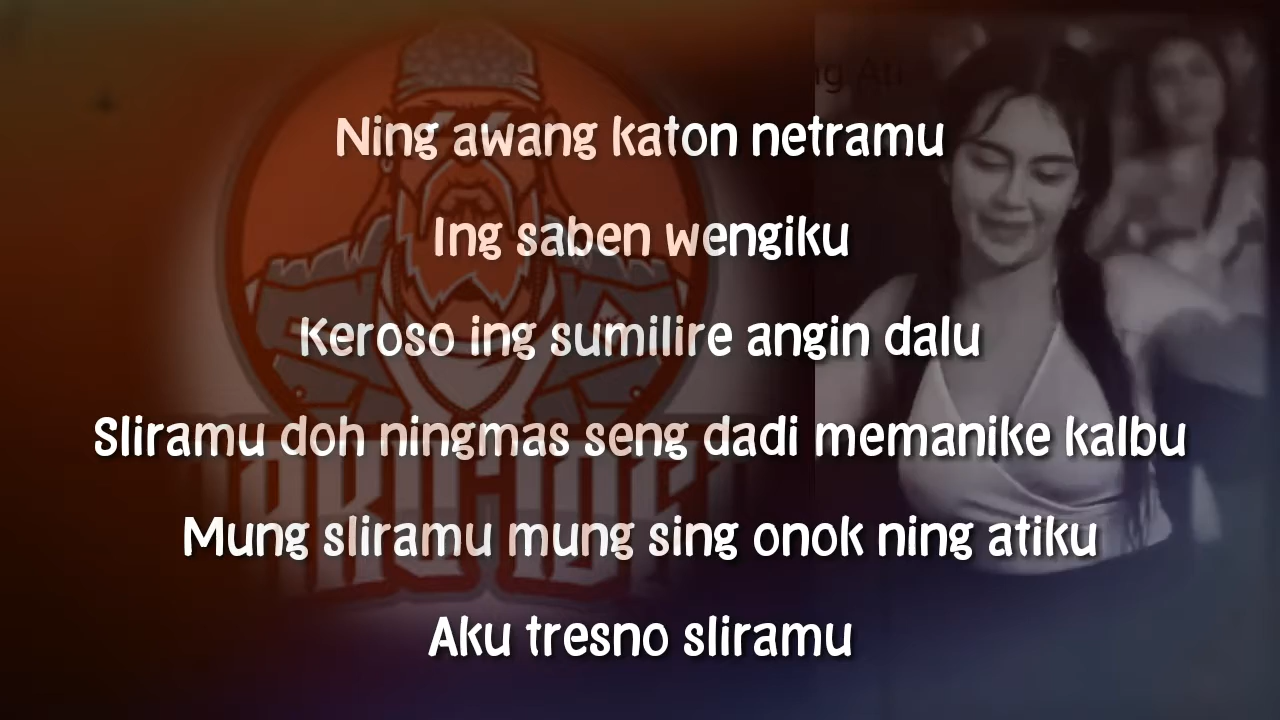 Ning awang katon netramu
Ing saben wengiku
Keroso ing sumilire angin dalu
Sliramu doh ningmas seng dadi memanike kalbu
Mung sliramu mung sing onok ning atiku
Aku tresno sliramu